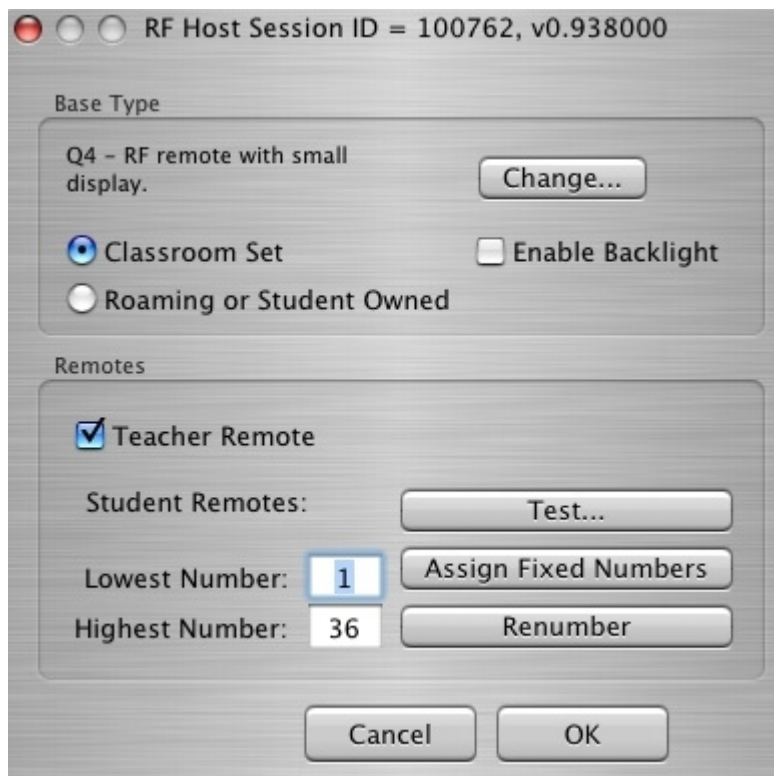 RF Host Session ID = 100762, v0.938000
Base Type
Q4 – RF remote with small
display.
Change...
Classroom Set
Enable Backlight
Roaming or Student Owned
Remotes
Teacher Remote
Student Remotes:
Test...
Lowest Number: 1
Assign Fixed Numbers
Highest Number: 36
Renumber
Cancel
OK